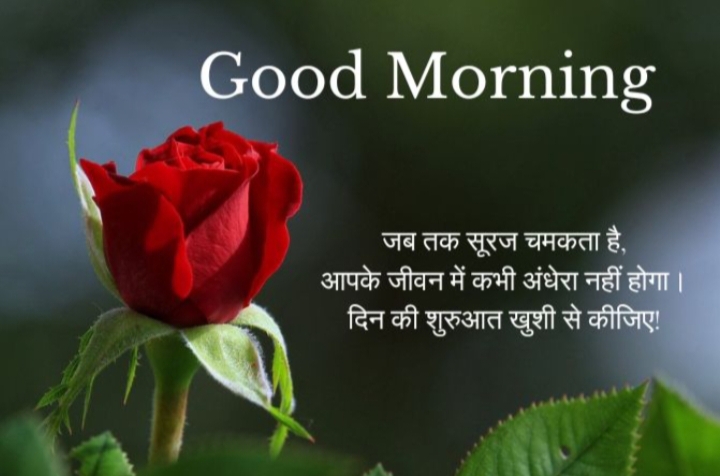 Good Morning
जब तक सूरज चमकता है,
आपके जीवन में कभी अंधेरा नहीं होगा।
दिन की शुरुआत खुशी से कीजिए!